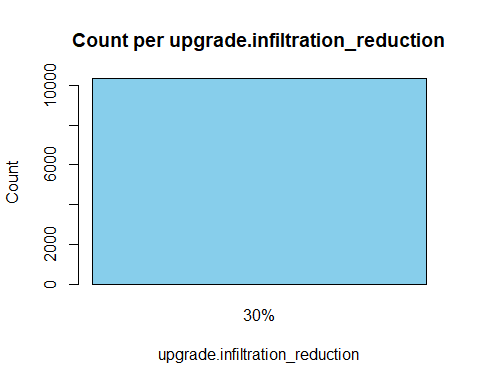 Count per upgrade.infiltration_reduction
10000
6000
2000
0
Count
30%
upgrade.infiltration_reduction